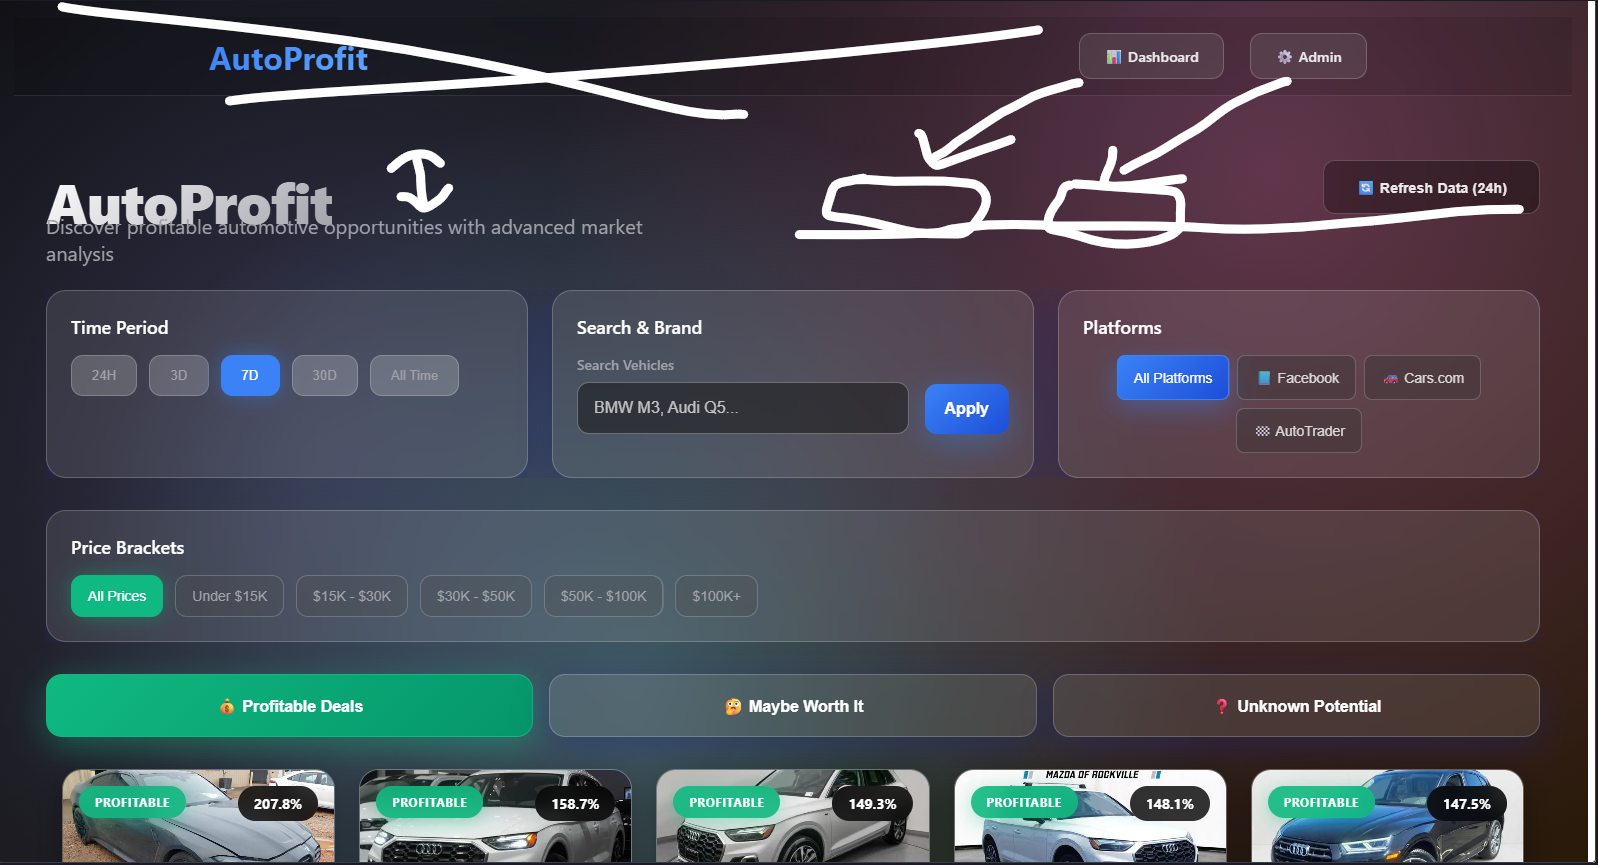 AutoProfit
Dashboard
Admin
AutoProfit
Refresh Data (24h)
Discover profitable automotive opportunities with advanced market
analysis
Time Period
24H 3D 7D 30D All Time
Search & Brand
Search Vehicles
BMW M3, Audi Q5...
Apply
Platforms
All Platforms Facebook Cars.com
AutoTrader
Price Brackets
All Prices Under $15K $15K - $30K $30K - $50K $50K - $100K $100K+
Profitable Deals
Maybe Worth It
Unknown Potential
PROFITABLE 207.8%
PROFITABLE 158.7%
PROFITABLE 149.3%
MAZDA OF ROCKVILLE
PROFITABLE 148.1%
PROFITABLE 147.5%